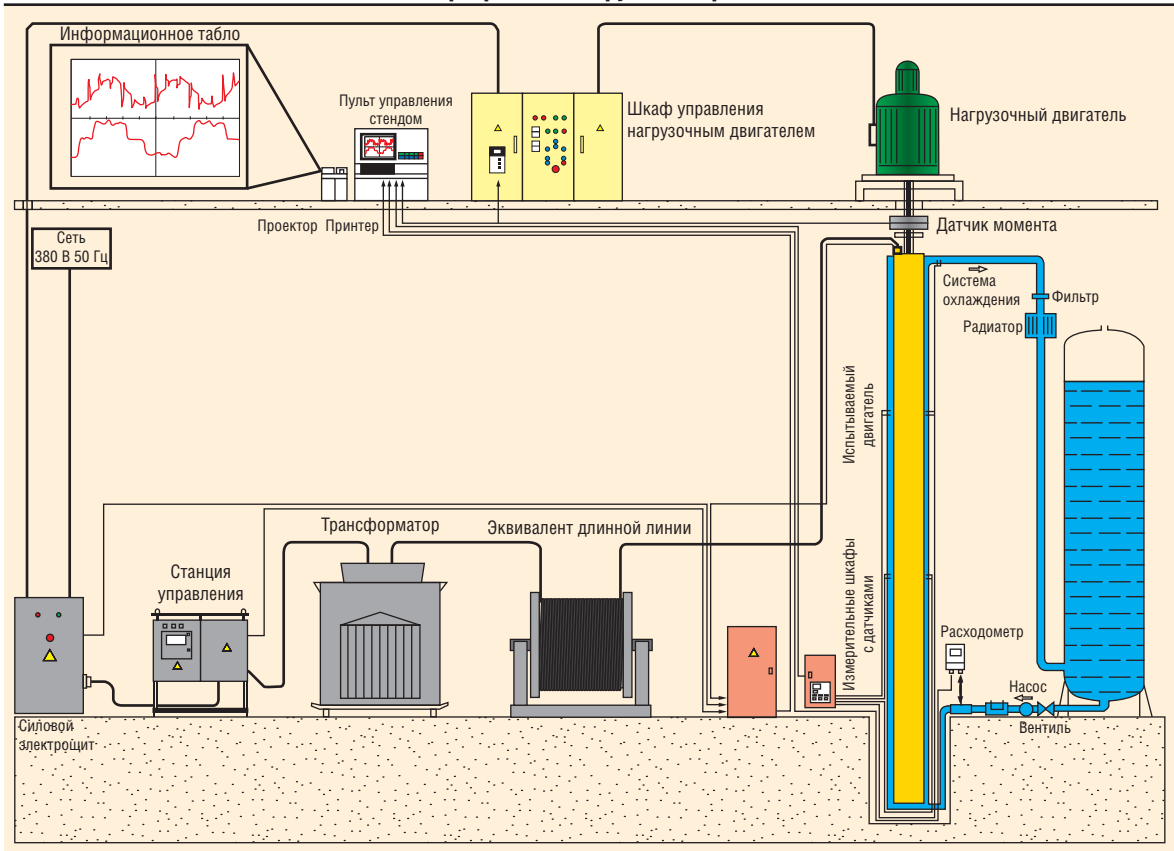 Информационное табло
Пульт управления
стендом
Шкаф управления
нагрузочным двигателем
Нагрузочный двигатель
Проектор Принтер
Датчик момента
Сеть
380 В 50 Гц
Система
охлаждения
Фильтр
Радиатор
Испытываемый
двигатель
Трансформатор
Эквивалент длинной линии
Станция
управления
Измерительные шкафы
с датчиками
Расходометр
Насос
Вентиль
Силовой
электрощит